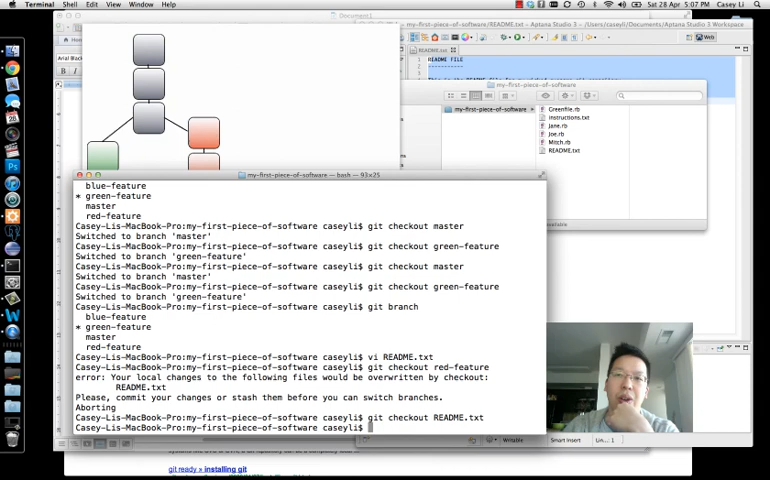 Terminal Shell Edit View Window Help
Sat 28 Apr 5:07 PM Casey Li
Document1
my-first-piece-of-software/README.txt — Aptana Studio 3 — /Users/caseyli/Documents/Aptana Studio 3 Workspace
Web
README.txt
Arial Black
1 README FILE
2 -----------
my-first-piece-of-software
my-first-piece-of-software
Greenfile.rb
instructions.txt
Jane.rb
Joe.rb
Mitch.rb
README.txt
my-first-piece-of-software — bash — 93×25
blue-feature
* green-feature
master
red-feature
Casey-Lis-MacBook-Pro:my-first-piece-of-software caseyli$ git checkout master
Switched to branch 'master'
Casey-Lis-MacBook-Pro:my-first-piece-of-software caseyli$ git checkout green-feature
Switched to branch 'green-feature'
Casey-Lis-MacBook-Pro:my-first-piece-of-software caseyli$ git checkout master
Switched to branch 'master'
Casey-Lis-MacBook-Pro:my-first-piece-of-software caseyli$ git checkout green-feature
Switched to branch 'green-feature'
Casey-Lis-MacBook-Pro:my-first-piece-of-software caseyli$ git branch
blue-feature
* green-feature
master
red-feature
Casey-Lis-MacBook-Pro:my-first-piece-of-software caseyli$ vi README.txt
Casey-Lis-MacBook-Pro:my-first-piece-of-software caseyli$ git checkout red-feature
error: Your local changes to the following files would be overwritten by checkout:
README.txt
Please, commit your changes or stash them before you can switch branches.
Aborting
Casey-Lis-MacBook-Pro:my-first-piece-of-software caseyli$ git checkout README.txt
Casey-Lis-MacBook-Pro:my-first-piece-of-software caseyli$
Writable Smart Insert Lin...: 1
git ready » installing git